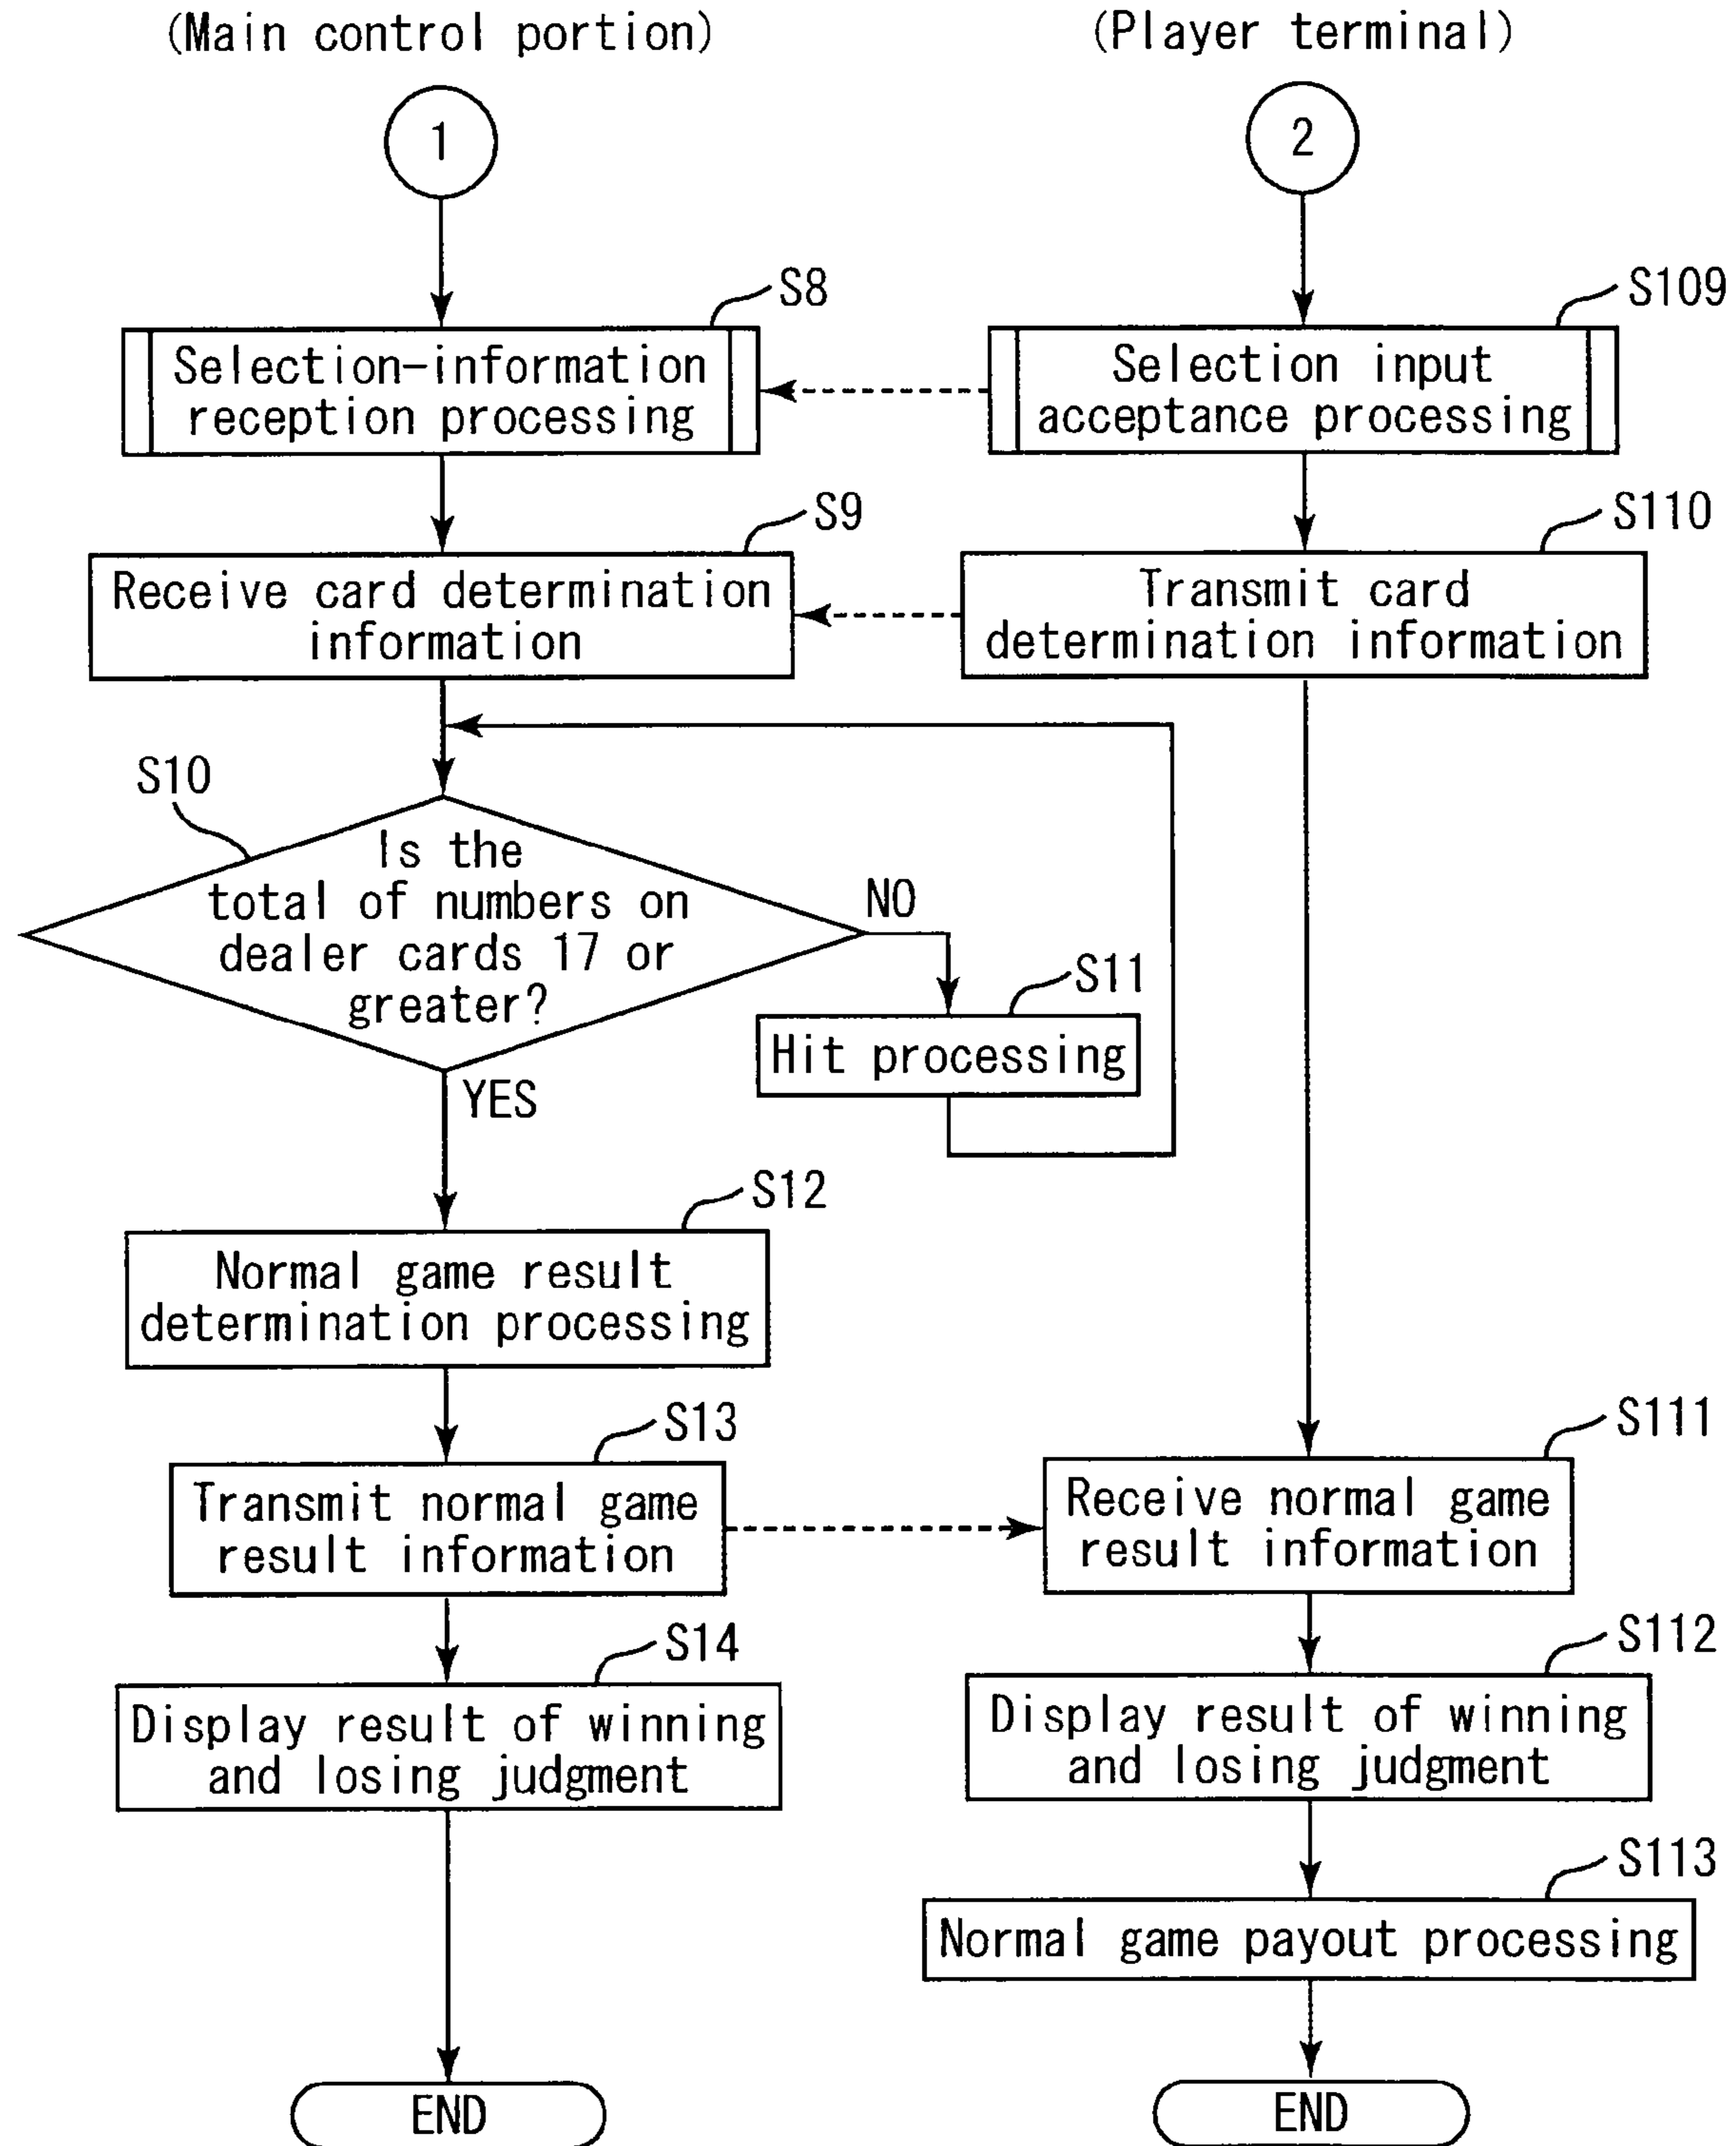 (Main control portion)
(Player terminal)
1
2
S8
S109
Selection-information
reception processing
Selection input
acceptance processing
S9
S110
Receive card determination
information
Transmit card
determination information
S10
Is the
total of numbers on
dealer cards 17 or
greater?
NO
S11
Hit processing
YES
S12
Normal game result
determination processing
S13
S111
Transmit normal game
result information
Receive normal game
result information
S14
S112
Display result of winning
and losing judgment
Display result of winning
and losing judgment
S113
Normal game payout processing
END
END